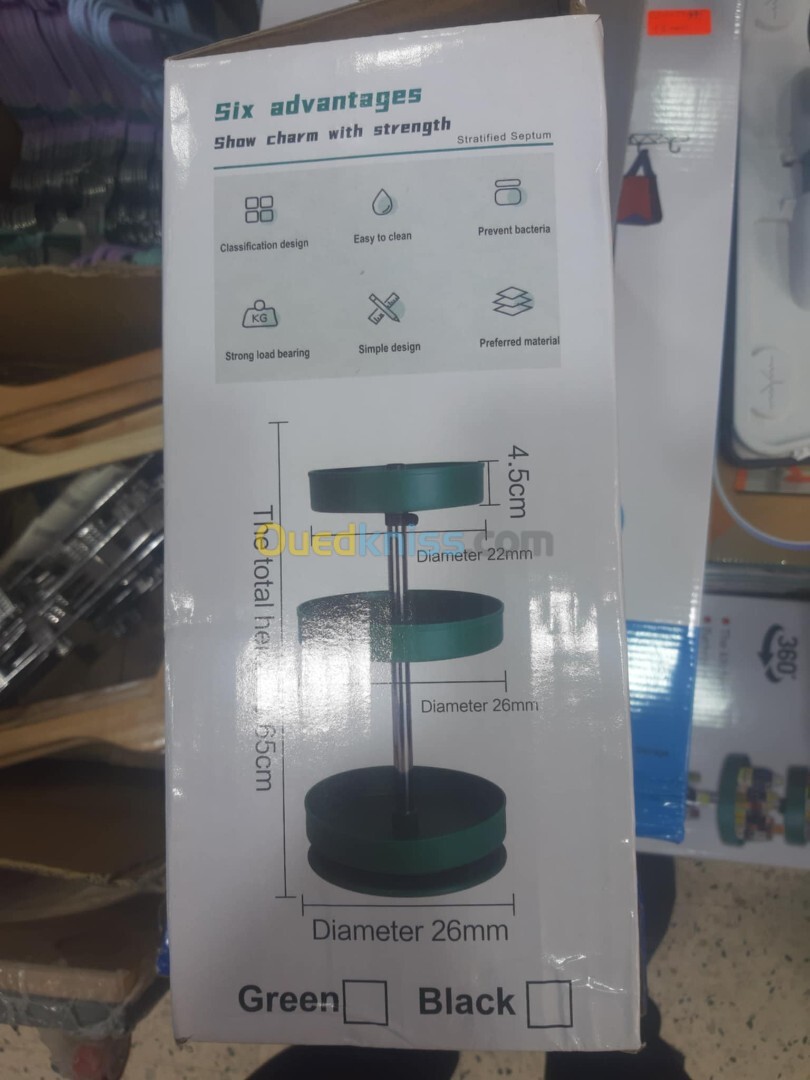 Six advantages
Show charm with strength
Stratified Septum
Classification design
Easy to clean
Prevent bacteria
KG
Strong load bearing
Simple design
Preferred material
4.5cm
The total
65cm
Ouedkniss.com
Diameter 22mm
Diameter 26mm
Diameter 26mm
Green
Black
360°